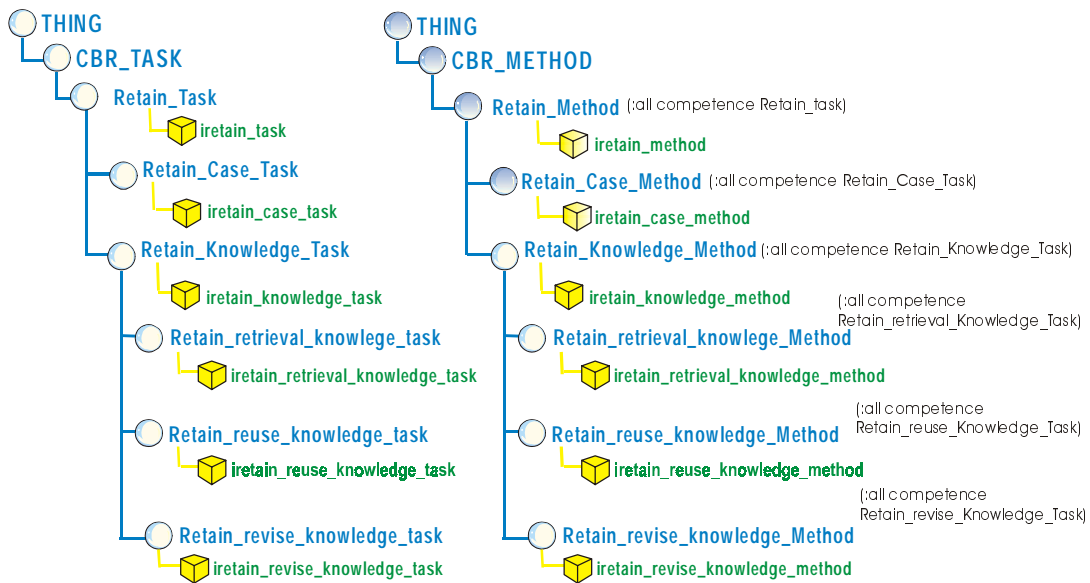 THING
CBR_TASK
Retain_Task
iretain_task
Retain_Case_Task
iretain_case_task
Retain_Knowledge_Task
iretain_knowledge_task
Retain_retrieval_knowlege_task
iretain_retrieval_knowledge_task
Retain_reuse_knowledge_task
iretain_reuse_knowledge_task
Retain_revise_knowledge_task
iretain_revise_knowledge_task
THING
CBR_METHOD
Retain_Method (:all competence Retain_task)
iretain_method
Retain_Case_Method (:all competence Retain_Case_Task)
iretain_case_method
Retain_Knowledge_Method (:all competence Retain_Knowledge_Task)
iretain_knowledge_method
(:all competence
Retain_retrieval_Knowledge_Task)
Retain_retrieval_knowlege_Method
iretain_retrieval_knowledge_method
(:all competence
Retain_reuse_Knowledge_Task)
Retain_reuse_knowledge_Method
iretain_reuse_knowledge_method
(:all competence
Retain_revise_Knowledge_Task)
Retain_revise_knowledge_Method
iretain_revise_knowledge_method